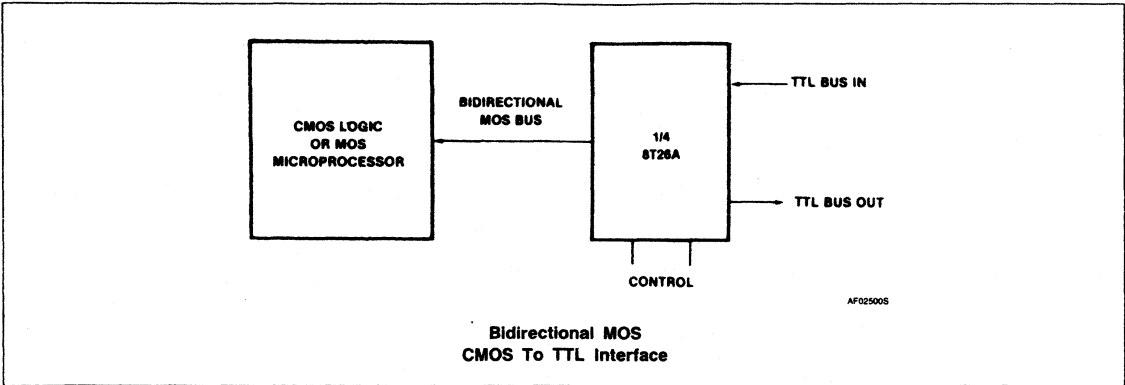 CMOS LOGIC
OR MOS
MICROPROCESSOR
BIDIRECTIONAL
MOS BUS
1/4
8T26A
TTL BUS IN
TTL BUS OUT
CONTROL
AF02500S
Bidirectional MOS
CMOS To TTL Interface